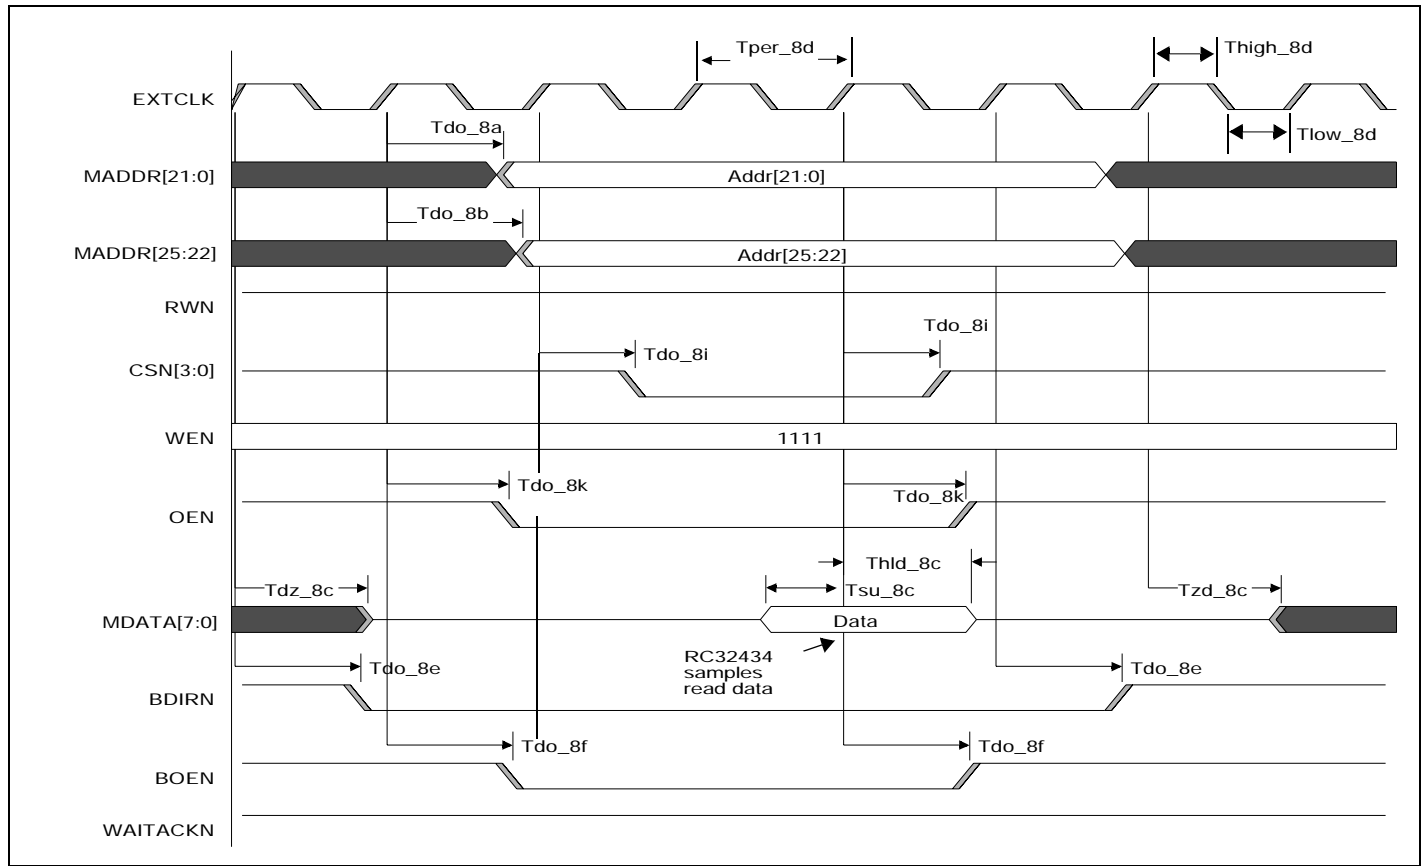 Tper_8d
Thigh_8d
EXTCLK
Tdo_8a
Tlow_8d
MADDR[21:0]
Addr[21:0]
Tdo_8b
MADDR[25:22]
Addr[25:22]
RWN
Tdo_8i
Tdo_8i
CSN[3:0]
WEN
1111
Tdo_8k
Tdo_8k
OEN
Thld_8c
Tdz_8c
Tsu_8c
Tzd_8c
MDATA[7:0]
Data
RC32434
samples
read data
Tdo_8e
Tdo_8e
BDIRN
Tdo_8f
Tdo_8f
BOEN
WAITACKN